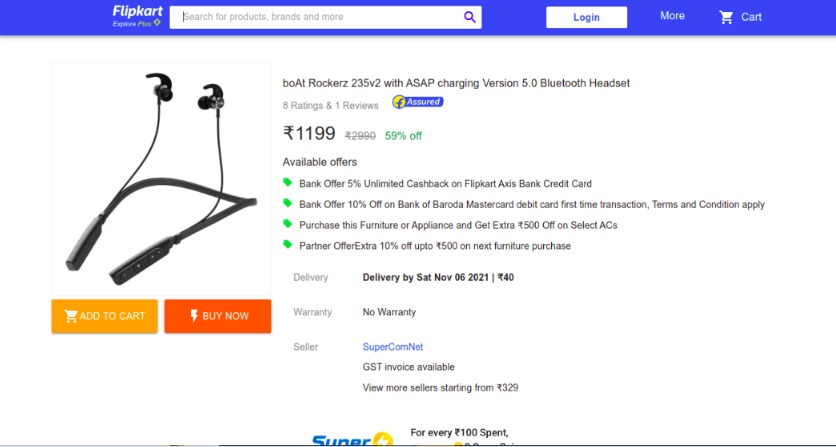 Flipkart
Explore Plus
Search for products, brands and more
Login
More
Cart
boAt Rockerz 235v2 with ASAP charging Version 5.0 Bluetooth Headset
8 Ratings & 1 Reviews
f Assured
₹1199 ₹2990 59% off
Available offers
Bank Offer 5% Unlimited Cashback on Flipkart Axis Bank Credit Card
Bank Offer 10% Off on Bank of Baroda Mastercard debit card first time transaction, Terms and Condition apply
Purchase this Furniture or Appliance and Get Extra ₹500 Off on Select ACs
Partner OfferExtra 10% off upto ₹500 on next furniture purchase
Delivery Delivery by Sat Nov 06 2021 | ₹40
ADD TO CART
BUY NOW
Warranty No Warranty
Seller SuperComNet
GST invoice available
View more sellers starting from ₹329
Super
For every ₹100 Spent,